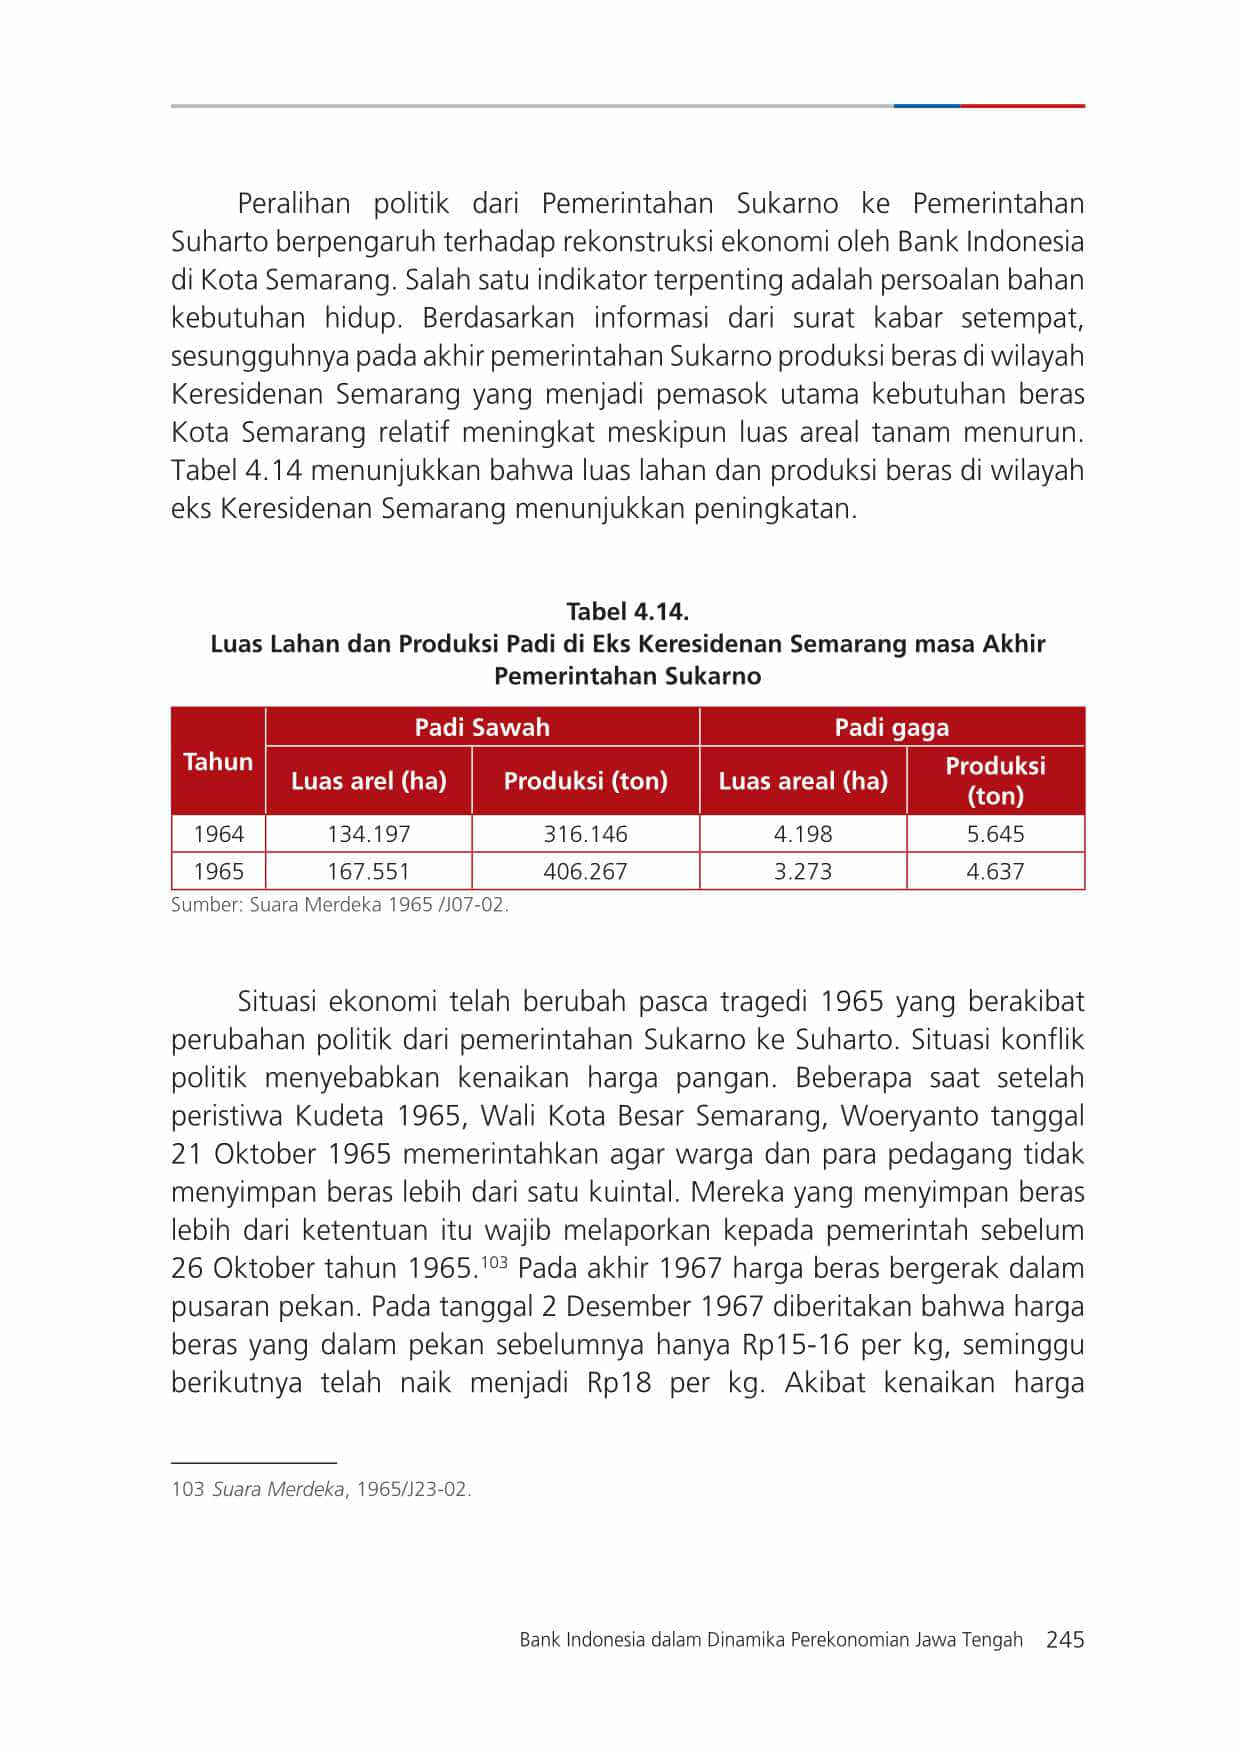 Peralihan politik dari Pemerintahan Sukarno ke Pemerintahan
Suharto berpengaruh terhadap rekonstruksi ekonomi oleh Bank Indonesia
di Kota Semarang. Salah satu indikator terpenting adalah persoalan bahan
kebutuhan hidup. Berdasarkan informasi dari surat kabar setempat,
sesungguhnya pada akhir pemerintahan Sukarno produksi beras di wilayah
Keresidenan Semarang yang menjadi pemasok utama kebutuhan beras
Kota Semarang relatif meningkat meskipun luas areal tanam menurun.
Tabel 4.14 menunjukkan bahwa luas lahan dan produksi beras di wilayah
eks Keresidenan Semarang menunjukkan peningkatan.
Tabel 4.14.
Luas Lahan dan Produksi Padi di Eks Keresidenan Semarang masa Akhir
Pemerintahan Sukarno
Tahun Padi Sawah Padi gaga
Luas arel (ha) Produksi (ton) Luas areal (ha) Produksi
(ton)
1964 134.197 316.146 4.198 5.645
1965 167.551 406.267 3.273 4.637
Sumber: Suara Merdeka 1965 /J07-02.
Situasi ekonomi telah berubah pasca tragedi 1965 yang berakibat
perubahan politik dari pemerintahan Sukarno ke Suharto. Situasi konflik
politik menyebabkan kenaikan harga pangan. Beberapa saat setelah
peristiwa Kudeta 1965, Wali Kota Besar Semarang, Woeryanto tanggal
21 Oktober 1965 memerintahkan agar warga dan para pedagang tidak
menyimpan beras lebih dari satu kuintal. Mereka yang menyimpan beras
lebih dari ketentuan itu wajib melaporkan kepada pemerintah sebelum
26 Oktober tahun 1965.103 Pada akhir 1967 harga beras bergerak dalam
pusaran pekan. Pada tanggal 2 Desember 1967 diberitakan bahwa harga
beras yang dalam pekan sebelumnya hanya Rp15-16 per kg, seminggu
berikutnya telah naik menjadi Rp18 per kg. Akibat kenaikan harga
103 Suara Merdeka, 1965/J23-02.
Bank Indonesia dalam Dinamika Perekonomian Jawa Tengah 245